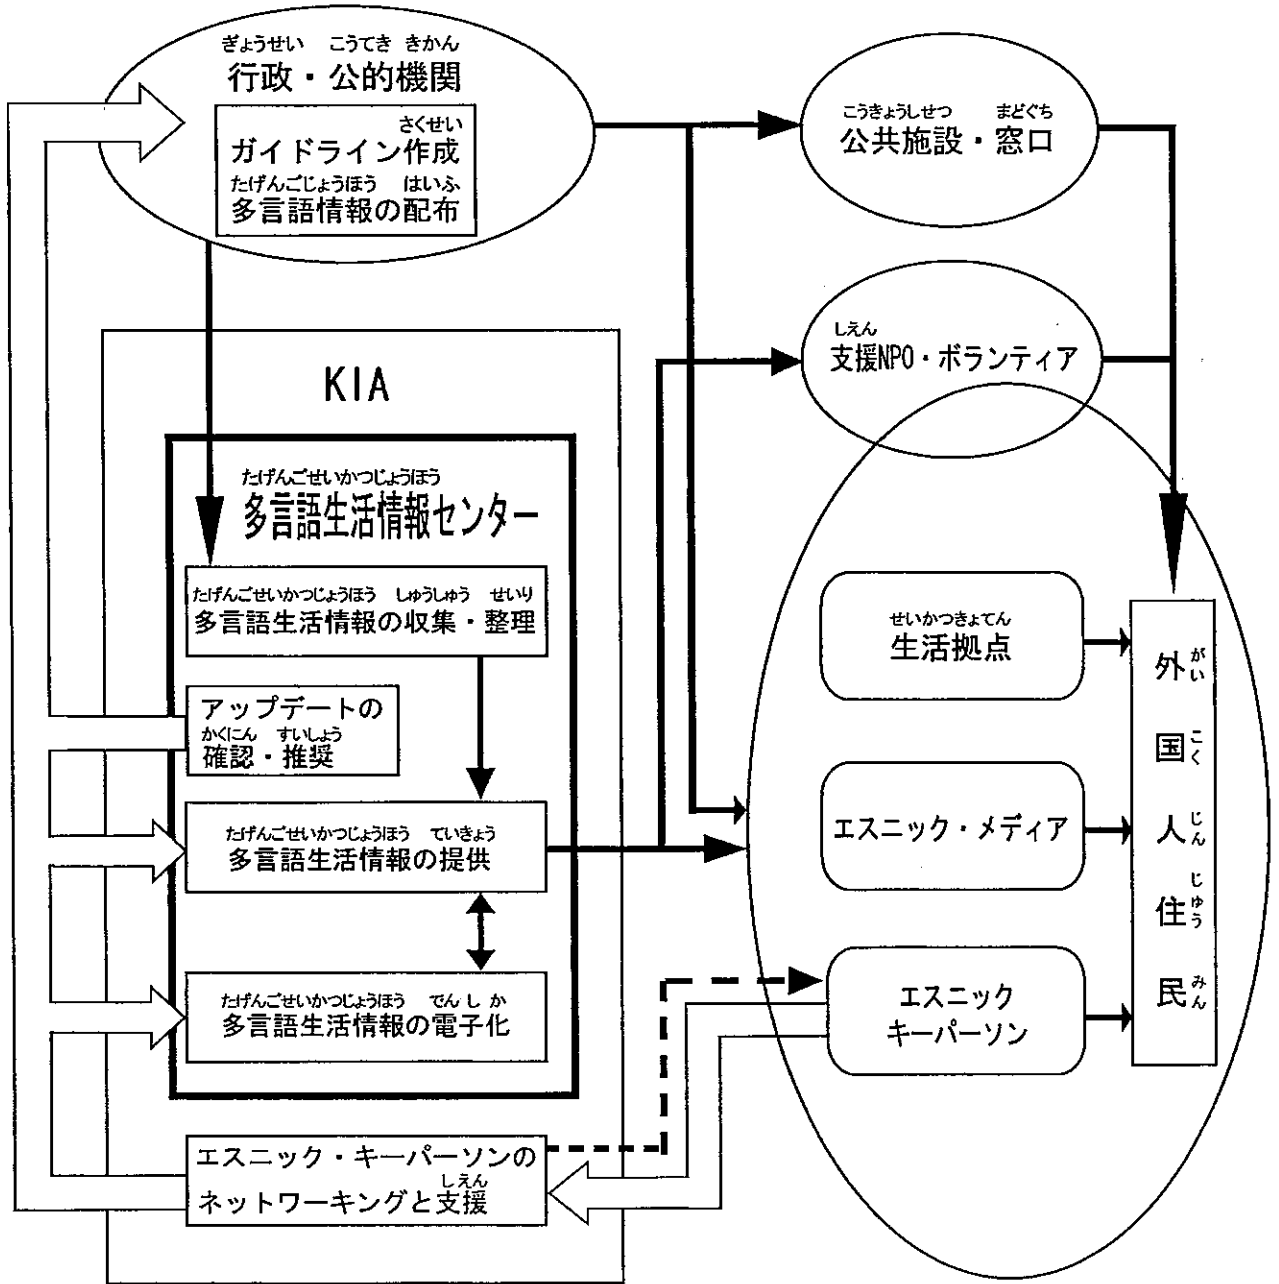 ぎょうせい こうてき きかん
行政・公的機関
さくせい
ガイドライン作成
たげんごじょうほう はいふ
多言語情報の配布
こうきょうしせつ まどぐち
公共施設・窓口
しえん
支援NPO・ボランティア
KIA
たげんごせいかつじょうほう
多言語生活情報センター
たげんごせいかつじょうほう しゅうしゅう せいり
多言語生活情報の収集・整理
アップデートの
かくにん すいしょう
確認・推奨
たげんごせいかつじょうほう ていきょう
多言語生活情報の提供
たげんごせいかつじょうほう でんしか
多言語生活情報の電子化
エスニック・キーパーソンの
しえん
ネットワーキングと支援
せいかつきょてん
生活拠点
エスニック・メディア
エスニック
キーパーソン
外国人住民
がいこくじんじゅうみん